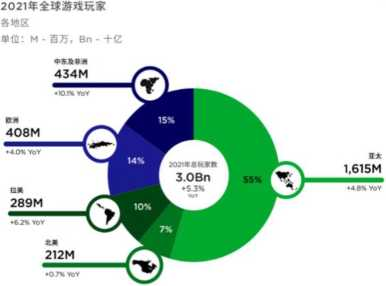 2021年全球游戏玩家
各地区
单位：M - 百万，Bn - 十亿
中东及非洲
434M
+10.1% YoY
欧洲
408M
+4.0% YoY
拉美
289M
+6.2% YoY
北美
212M
+0.7% YoY
15%
14%
10%
7%
55%
2021年总玩家数
3.0Bn
+5.3%
YoY
亚太
1,615M
+4.8% YoY